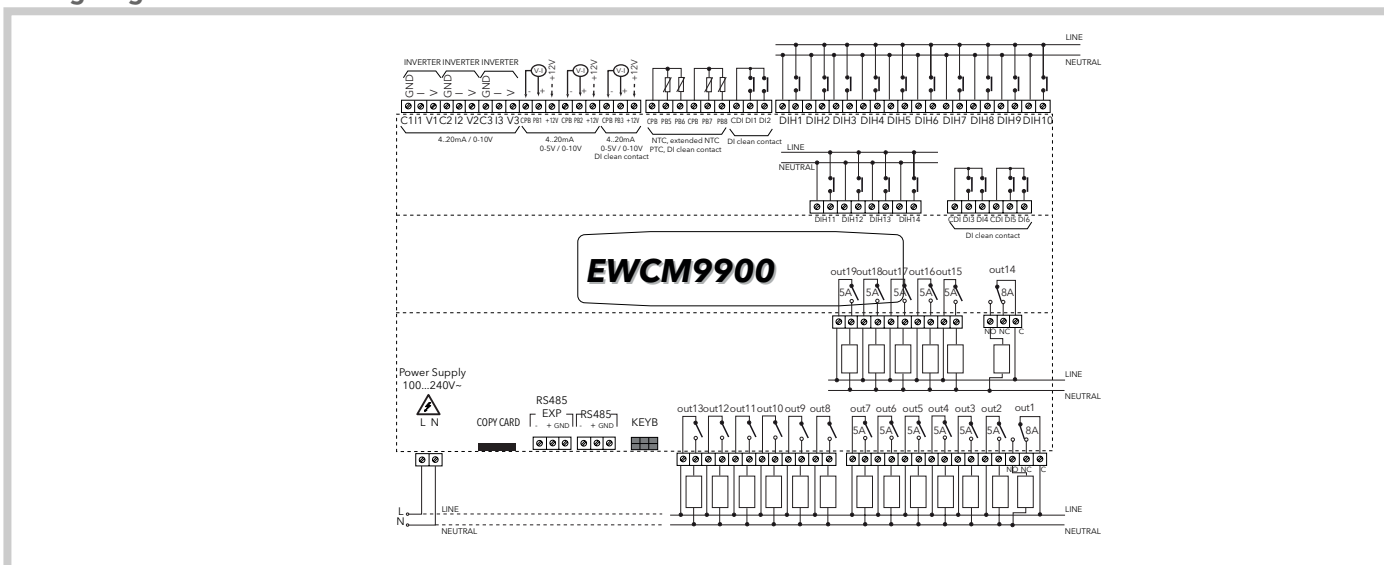 LINE
NEUTRAL
INVERTER INVERTER INVERTER
GND I V GND I V GND I V
V-I V-I V-I
- + +12V - + +12V - + +12V
C1 I1 V1 C2 I2 V2 C3 I3 V3 CPB PB1 +12V CPB PB2 +12V CPB PB3 +12V CPB PB5 PB6 CPB PB7 PB8 CDI DI1 DI2 DIH1 DIH2 DIH3 DIH4 DIH5 DIH6 DIH7 DIH8 DIH9 DIH10
4..20mA / 0-10V
4..20mA
0-5V / 0-10V
4..20mA
0-5V / 0-10V
DI clean contact
NTC, extended NTC
PTC, DI clean contact
DI clean contact
LINE
NEUTRAL
DIH11 DIH12 DIH13 DIH14
CDI DI3 DI4 CDI DI5 DI6
DI clean contact
EWCM9900
out19 out18 out17 out16 out15 out14
5A 5A 5A 5A 5A 8A
NO NC C
LINE
NEUTRAL
Power Supply
100...240V~
L N
COPY CARD
RS485
EXP
- + GND
RS485
- + GND
KEYB
out13 out12 out11 out10 out9 out8 out7 out6 out5 out4 out3 out2 out1
5A 5A 5A 5A 5A 5A 8A
NO NC C
L LINE
N NEUTRAL
LINE
NEUTRAL